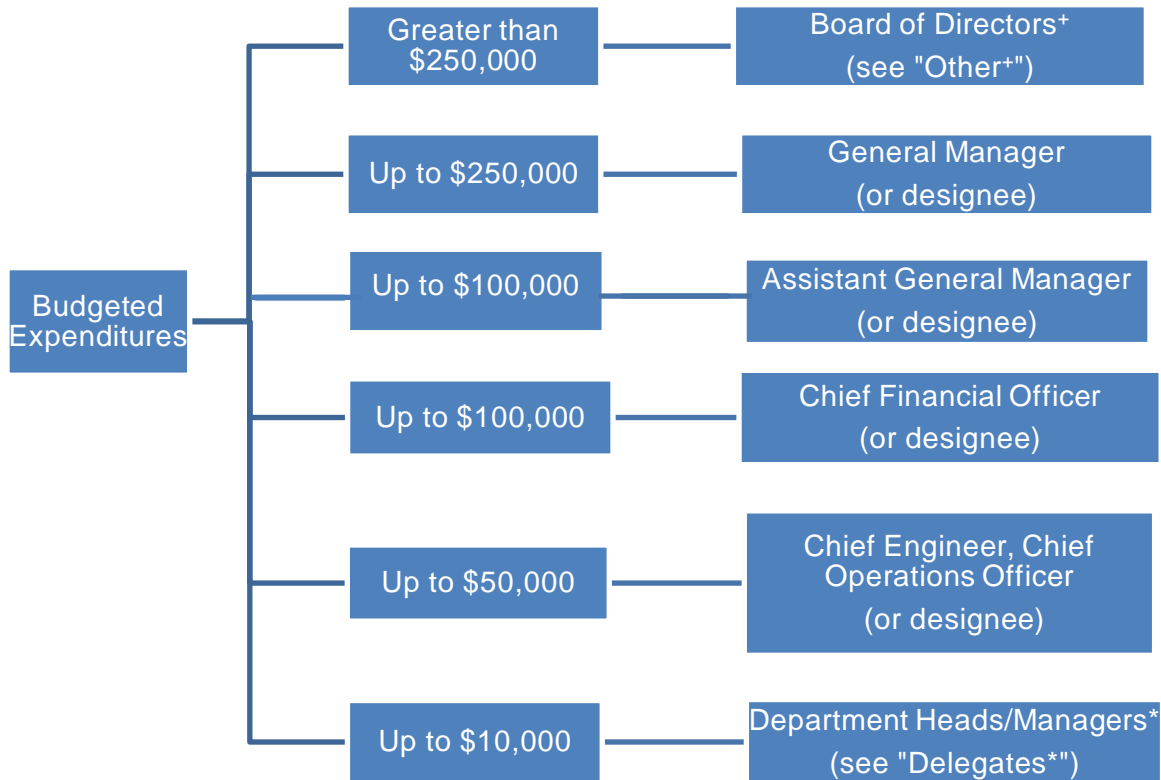 Greater than
$250,000
Board of Directors⁺
(see "Other⁺")
Up to $250,000
General Manager
(or designee)
Up to $100,000
Assistant General Manager
(or designee)
Budgeted
Expenditures
Up to $100,000
Chief Financial Officer
(or designee)
Up to $50,000
Chief Engineer, Chief
Operations Officer
(or designee)
Up to $10,000
Department Heads/Managers*
(see "Delegates*")